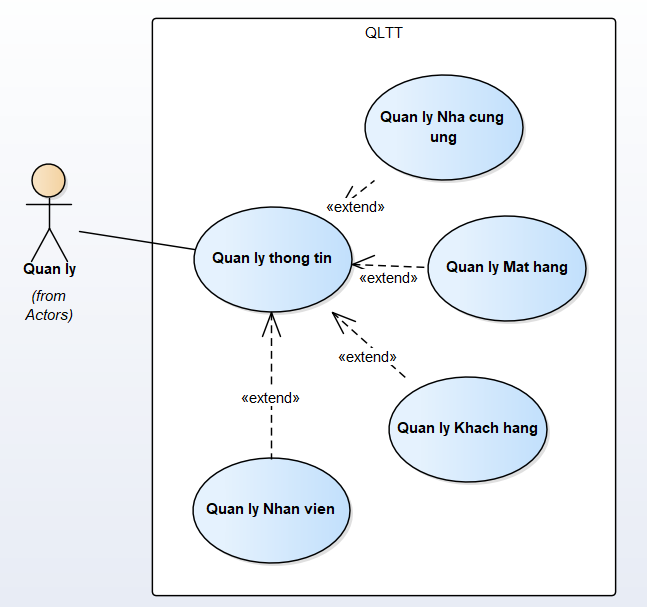 QLTT
Quan ly Nha cung
ung
«extend»
Quan ly thong tin
Quan ly Mat hang
«extend»
Quan ly
(from
Actors)
«extend»
«extend»
Quan ly Khach hang
Quan ly Nhan vien